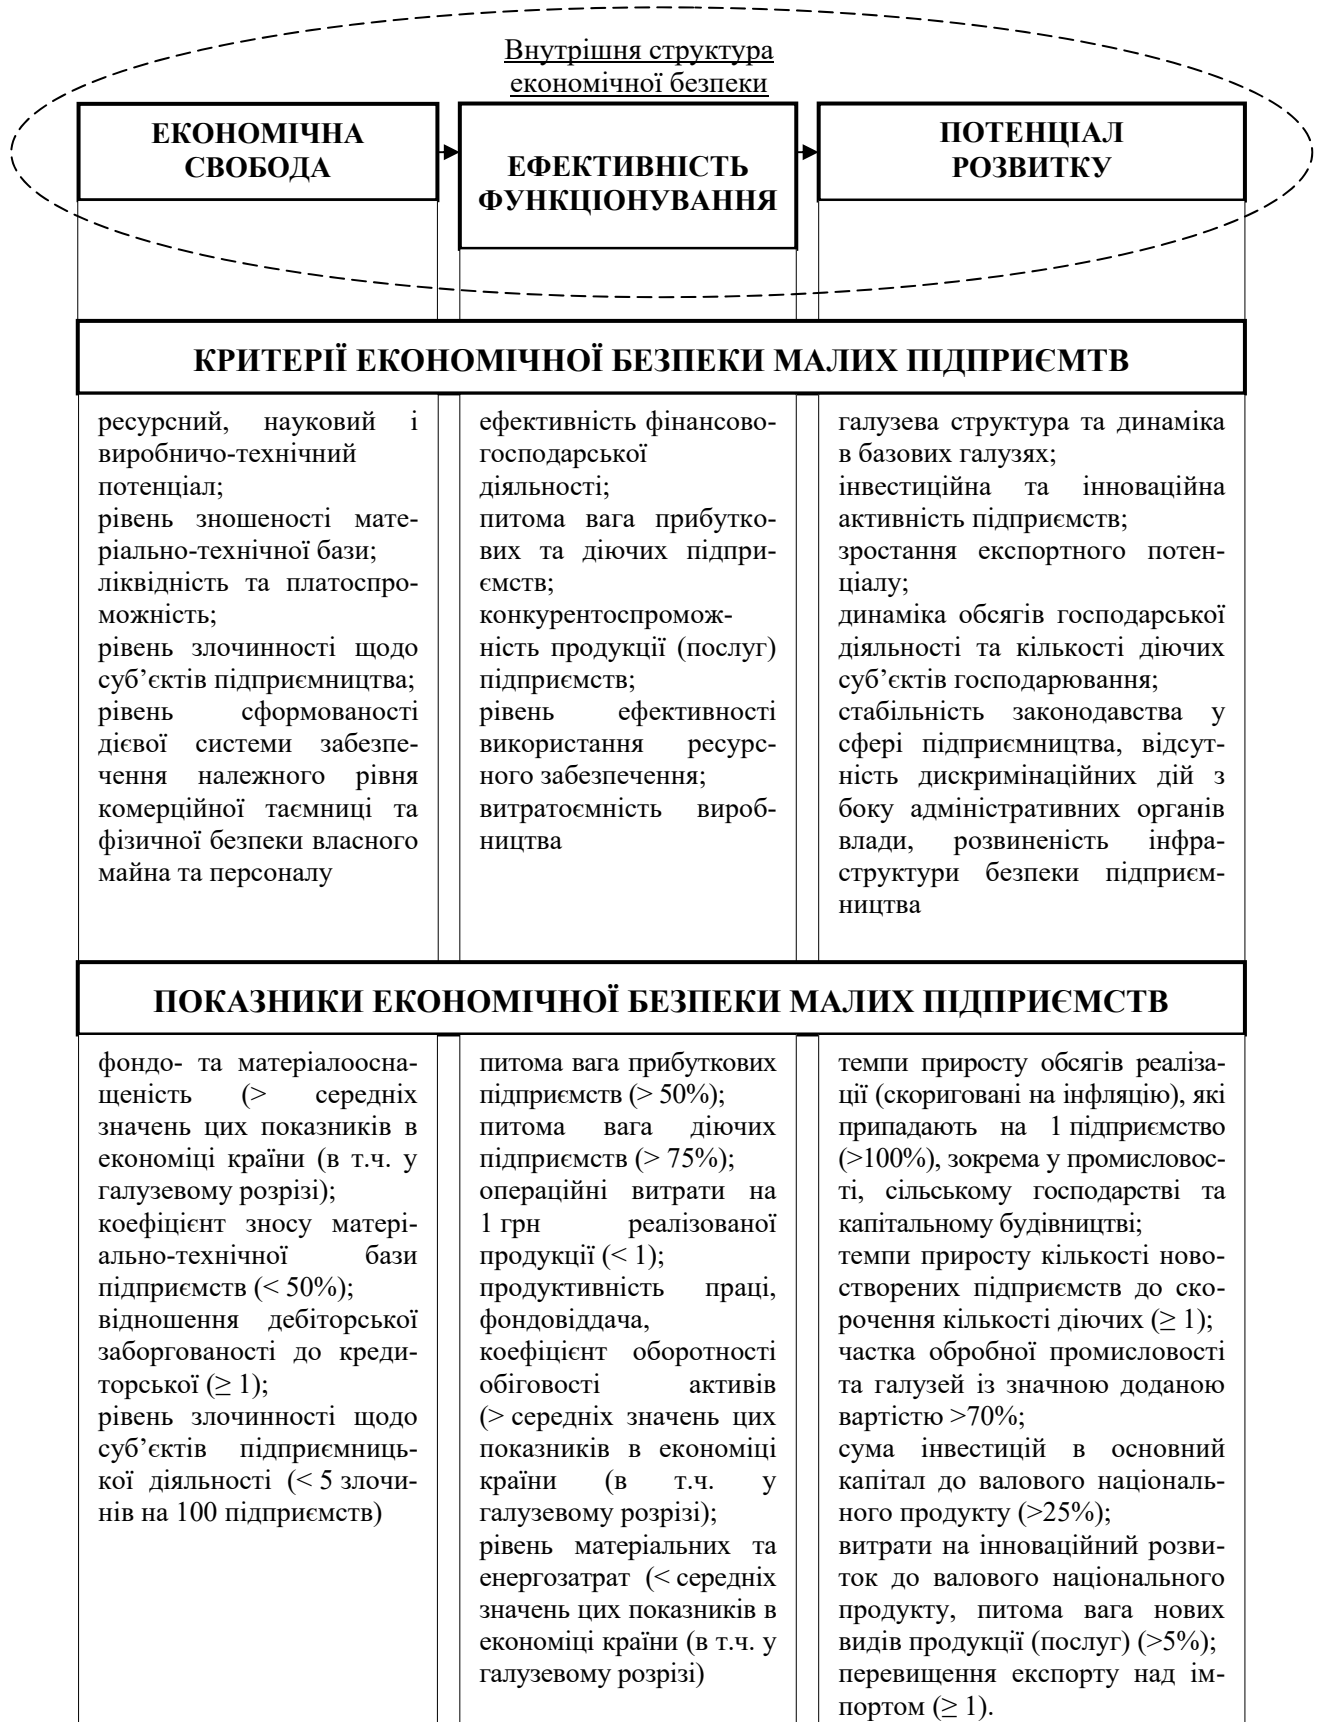 Внутрішня структура
економічної безпеки
ЕКОНОМІЧНА
СВОБОДА
ЕФЕКТИВНІСТЬ
ФУНКЦІОНУВАННЯ
ПОТЕНЦІАЛ
РОЗВИТКУ
КРИТЕРІЇ ЕКОНОМІЧНОЇ БЕЗПЕКИ МАЛИХ ПІДПРИЄМТВ
ресурсний, науковий і
виробничо-технічний
потенціал;
рівень зношеності мате-
ріально-технічної бази;
ліквідність та платоспро-
можність;
рівень злочинності щодо
суб’єктів підприємництва;
рівень сформованості
дієвої системи забезпе-
чення належного рівня
комерційної таємниці та
фізичної безпеки власного
майна та персоналу
ефективність фінансово-
господарської
діяльності;
питома вага прибутко-
вих та діючих підпри-
ємств;
конкурентоспромож-
ність продукції (послуг)
підприємств;
рівень ефективності
використання ресурс-
ного забезпечення;
витратоємність вироб-
ництва
галузева структура та динаміка
в базових галузях;
інвестиційна та інноваційна
активність підприємств;
зростання експортного потен-
ціалу;
динаміка обсягів господарської
діяльності та кількості діючих
суб’єктів господарювання;
стабільність законодавства у
сфері підприємництва, відсут-
ність дискримінаційних дій з
боку адміністративних органів
влади, розвиненість інфра-
структури безпеки підприєм-
ництва
ПОКАЗНИКИ ЕКОНОМІЧНОЇ БЕЗПЕКИ МАЛИХ ПІДПРИЄМСТВ
фондо- та матеріалоосна-
щеність (> середніх
значень цих показників в
економіці країни (в т.ч. у
галузевому розрізі);
коефіцієнт зносу матері-
ально-технічної бази
підприємств (< 50%);
відношення дебіторської
заборгованості до креди-
торської (≥ 1);
рівень злочинності щодо
суб’єктів підприємниць-
кої діяльності (< 5 злочи-
нів на 100 підприємств)
питома вага прибуткових
підприємств (> 50%);
питома вага діючих
підприємств (> 75%);
операційні витрати на
1 грн реалізованої
продукції (< 1);
продуктивність праці,
фондовіддача,
коефіцієнт оборотності
обіговості активів
(> середніх значень цих
показників в економіці
країни (в т.ч. у
галузевому розрізі);
рівень матеріальних та
енергозатрат (< середніх
значень цих показників в
економіці країни (в т.ч. у
галузевому розрізі)
темпи приросту обсягів реаліза-
ції (скориговані на інфляцію), які
припадають на 1 підприємство
(>100%), зокрема у промисловос-
ті, сільському господарстві та
капітальному будівництві;
темпи приросту кількості ново-
створених підприємств до ско-
рочення кількості діючих (≥ 1);
частка обробної промисловості
та галузей із значною доданою
вартістю >70%;
сума інвестицій в основний
капітал до валового національ-
ного продукту (>25%);
витрати на інноваційний розви-
ток до валового національного
продукту, питома вага нових
видів продукції (послуг) (>5%);
перевищення експорту над ім-
портом (≥ 1).